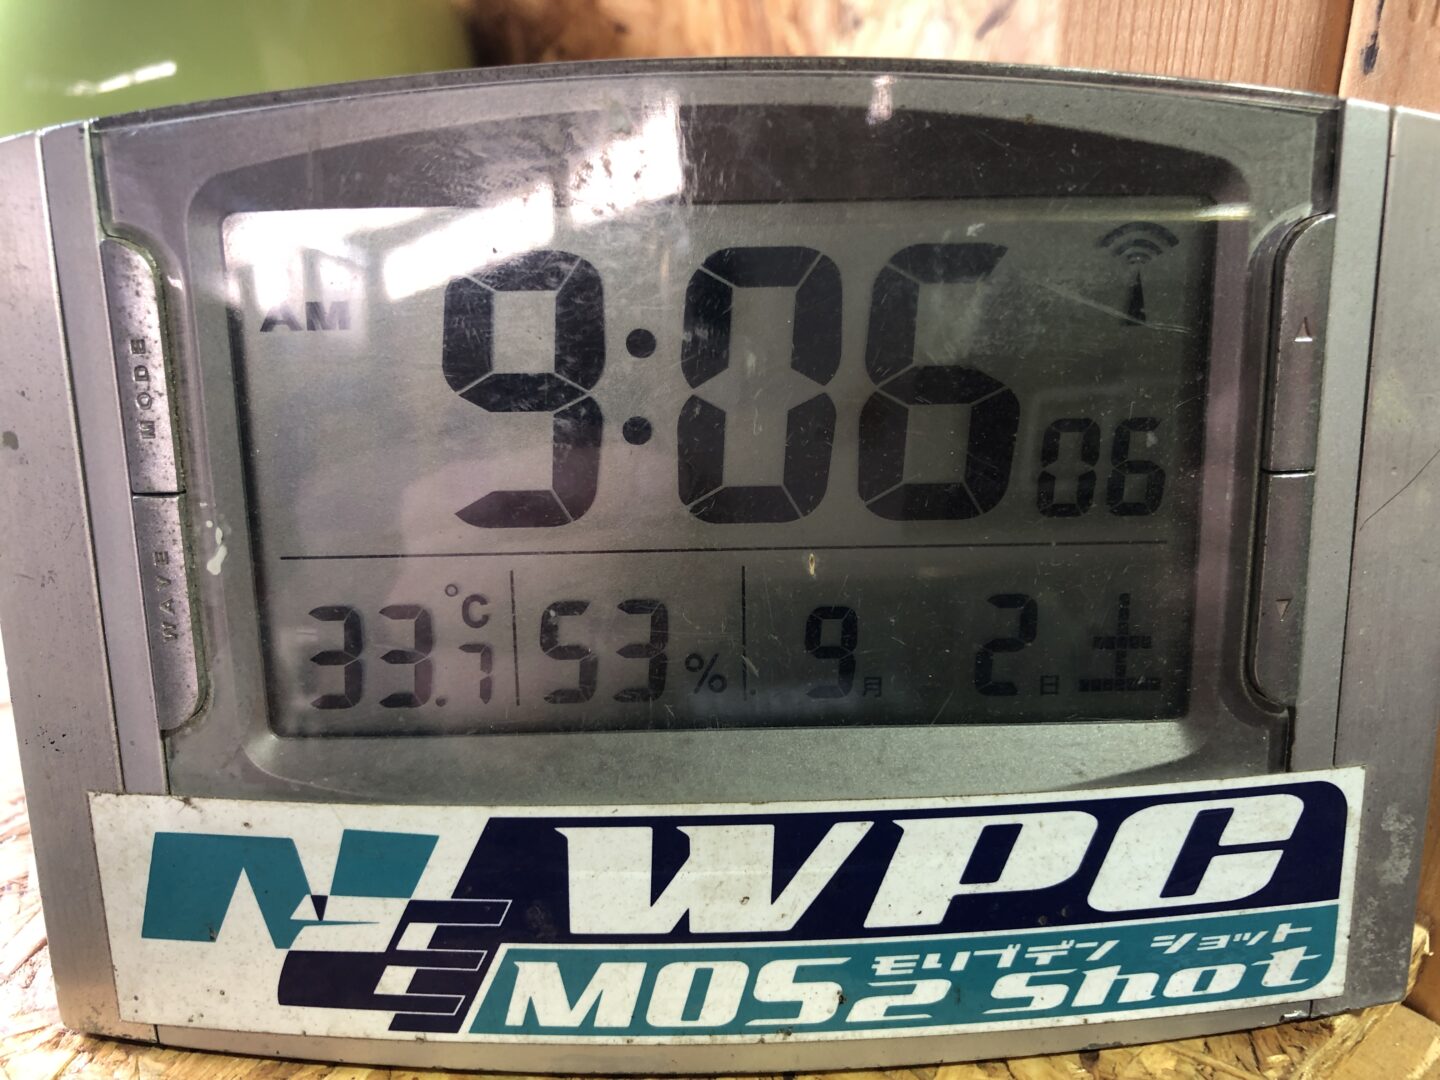 AM 9:06 06
33.7 °C 53 % 9月 2日 土
MODE
WAVE
NE WPC
モリブデン ショット
MOS2 Shot